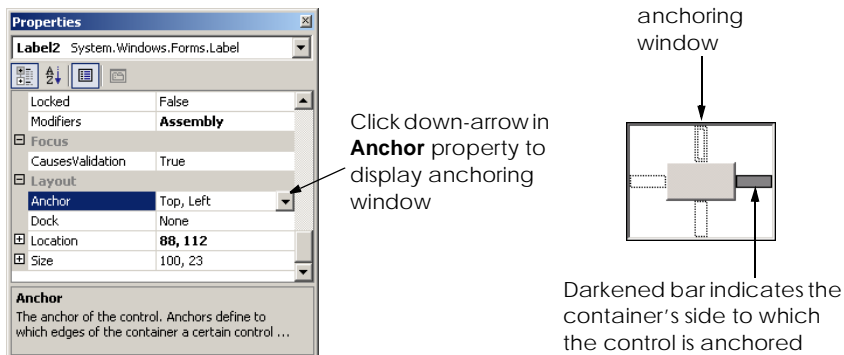 Properties
Label2 System.Windows.Forms.Label
Locked False
Modifiers Assembly
Focus
CausesValidation True
Layout
Anchor Top, Left
Dock None
Location 88, 112
Size 100, 23
Anchor
The anchor of the control. Anchors define to
which edges of the container a certain control ...
Click down-arrow in
Anchor property to
display anchoring
window
anchoring
window
Darkened bar indicates the
container's side to which
the control is anchored